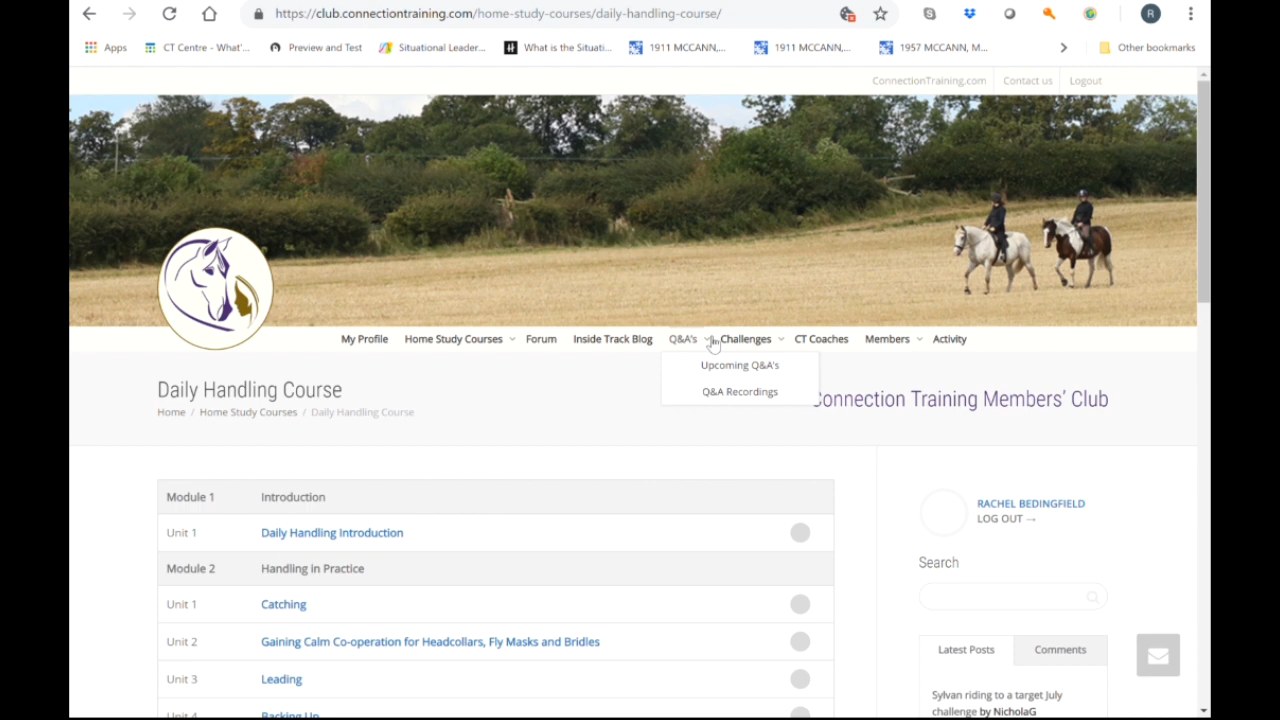 https://club.connectiontraining.com/home-study-courses/daily-handling-course/
R
Apps
CT Centre - What'...
Preview and Test
Situational Leader...
What is the Situati...
1911 MCCANN,...
1911 MCCANN,...
1957 MCCANN, M...
Other bookmarks
ConnectionTraining.com
Contact us
Logout
My Profile
Home Study Courses
Forum
Inside Track Blog
Q&A's
Challenges
CT Coaches
Members
Activity
Upcoming Q&A's
Q&A Recordings
Daily Handling Course
Home / Home Study Courses / Daily Handling Course
Connection Training Members' Club
Module 1 Introduction
Unit 1 Daily Handling Introduction
Module 2 Handling in Practice
Unit 1 Catching
Unit 2 Gaining Calm Co-operation for Headcollars, Fly Masks and Bridles
Unit 3 Leading
Unit 4 Backing Up
RACHEL BEDINGFIELD
LOG OUT →
Search
Latest Posts
Comments
Sylvan riding to a target July
challenge by NicholaG